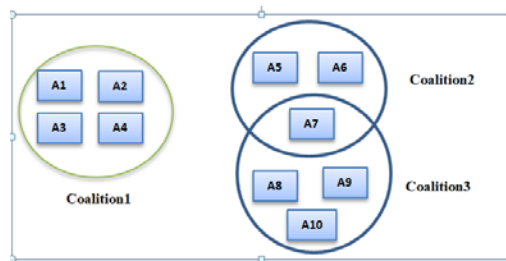 A1 A2
A3 A4
Coalition1
A5 A6
A7
Coalition2
A8 A9
A10
Coalition3